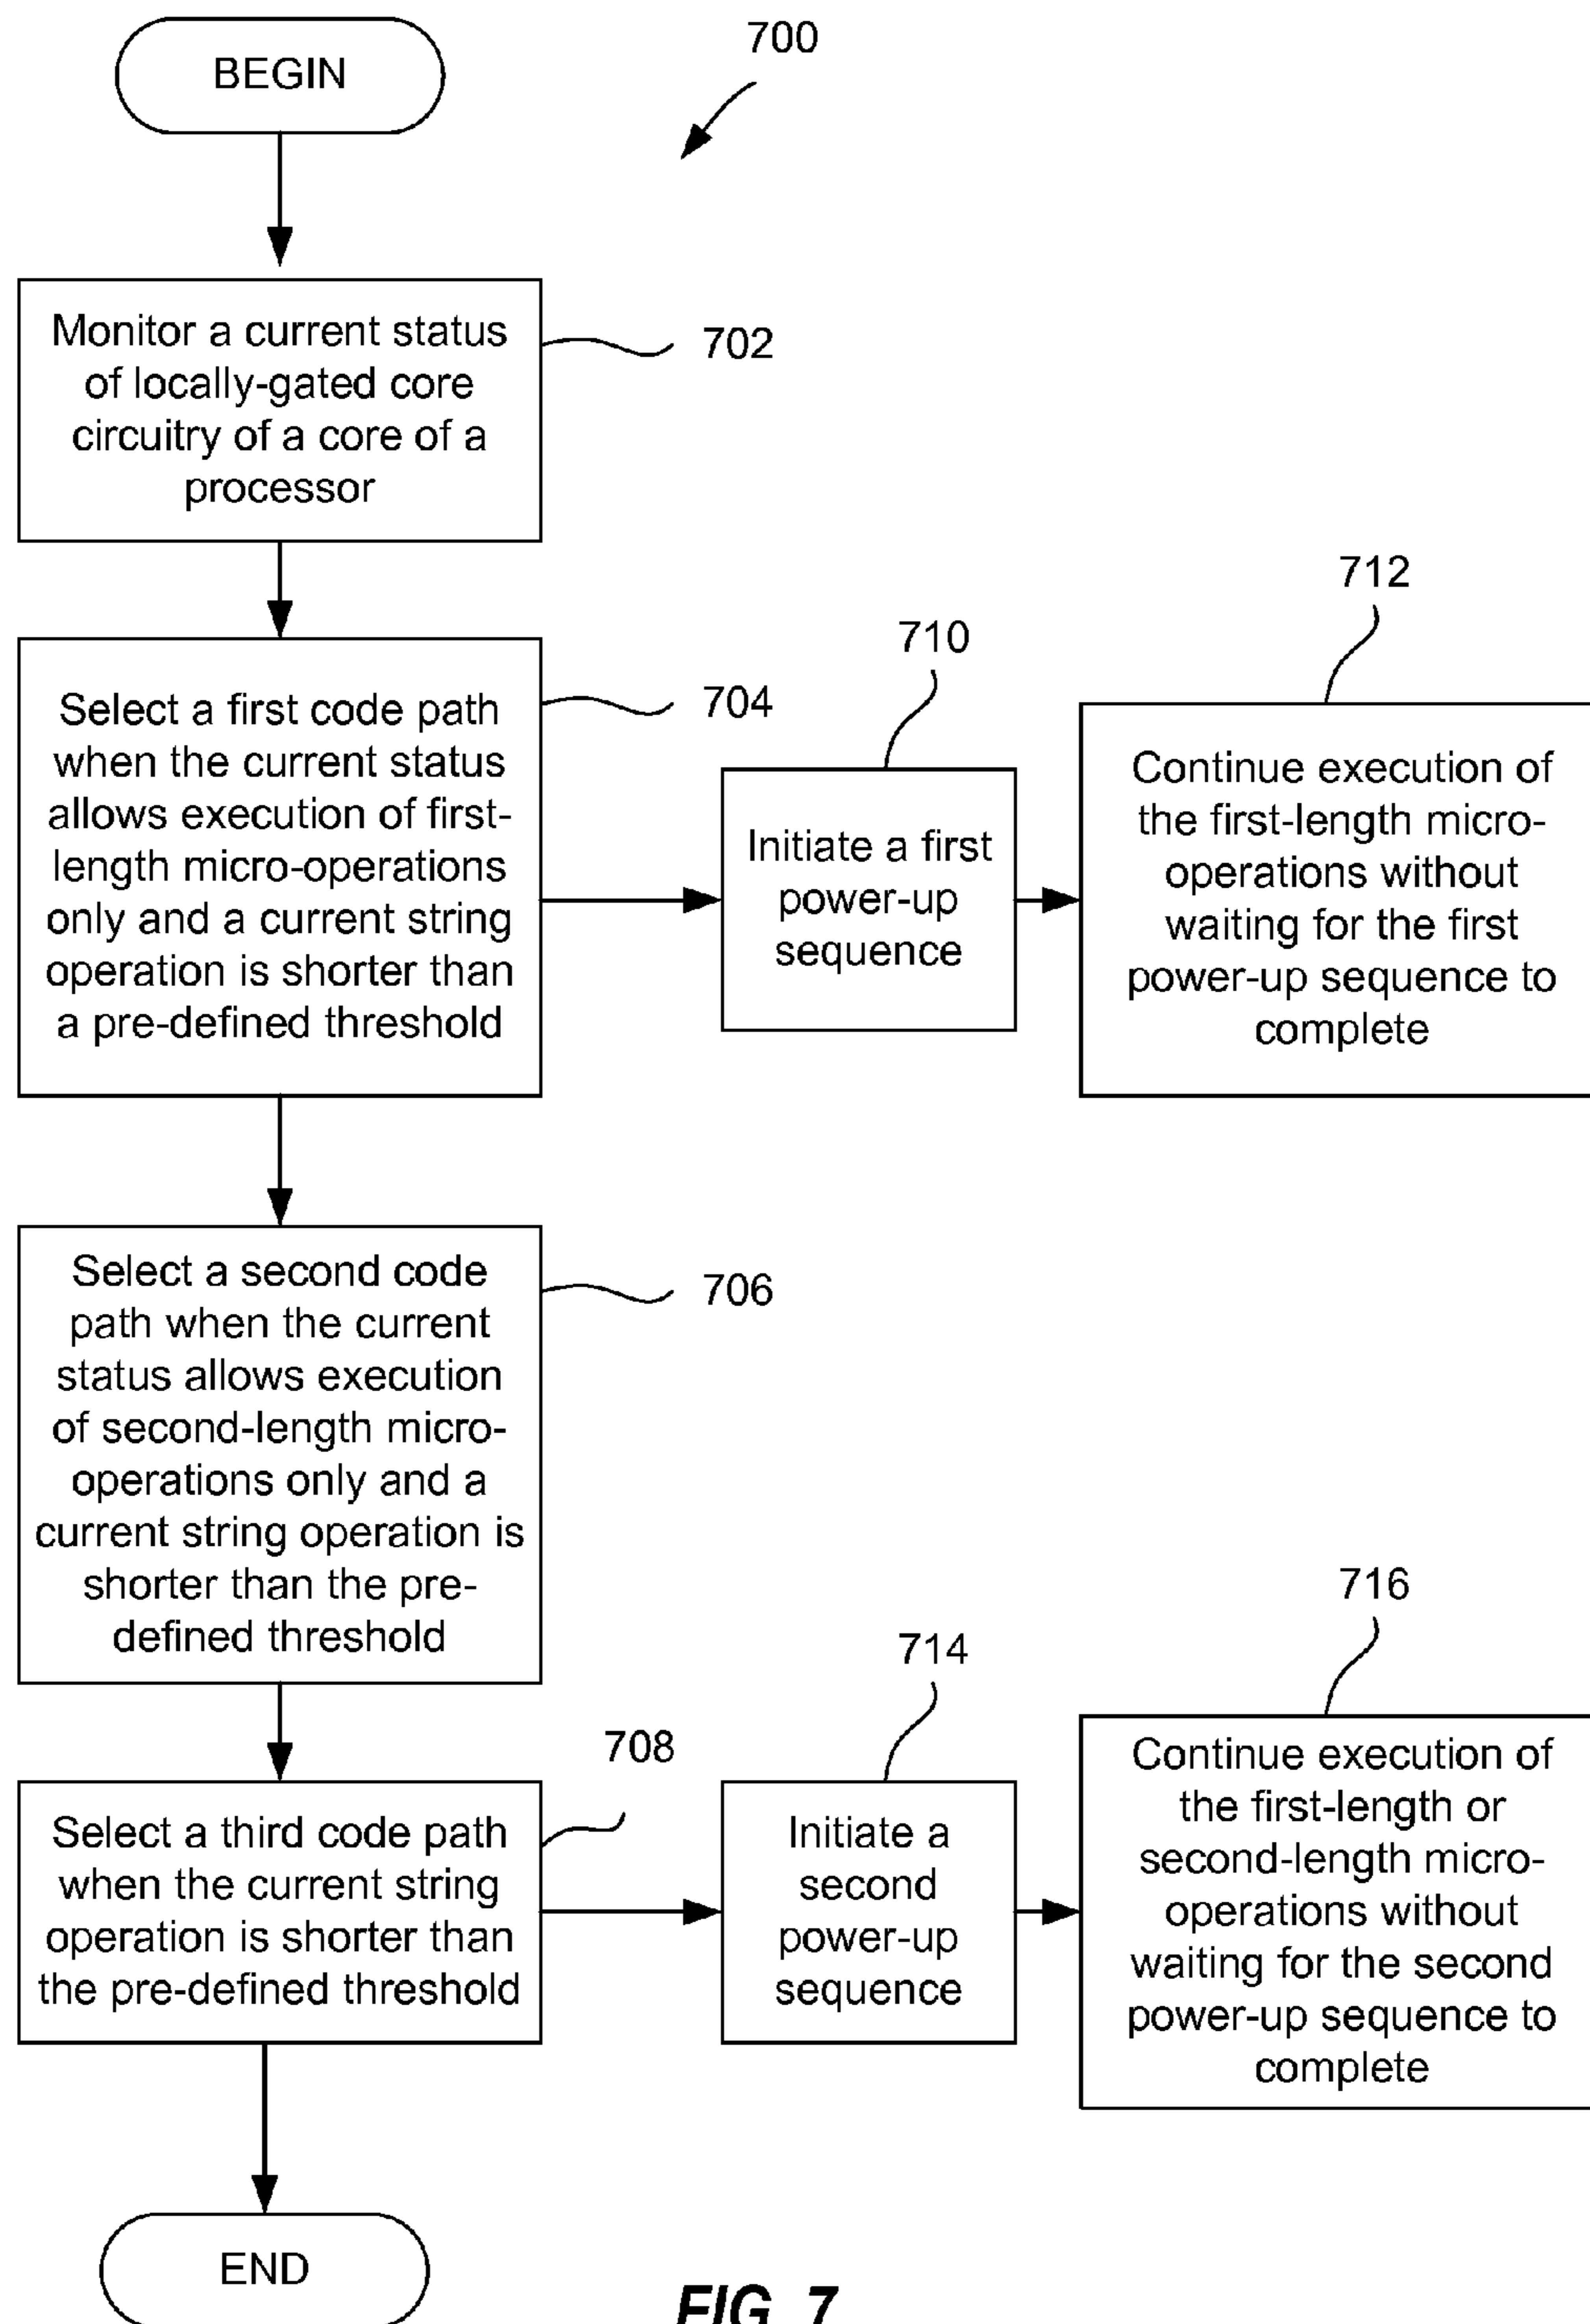 BEGIN
700
Monitor a current status
of locally-gated core
circuitry of a core of a
processor
702
Select a first code path
when the current status
allows execution of first-
length micro-operations
only and a current string
operation is shorter than
a pre-defined threshold
704
710
Initiate a first
power-up
sequence
712
Continue execution of
the first-length micro-
operations without
waiting for the first
power-up sequence to
complete
Select a second code
path when the current
status allows execution
of second-length micro-
operations only and a
current string operation is
shorter than the pre-
defined threshold
706
Select a third code path
when the current string
operation is shorter than
the pre-defined threshold
708
714
Initiate a
second
power-up
sequence
716
Continue execution of
the first-length or
second-length micro-
operations without
waiting for the second
power-up sequence to
complete
END
FIG. 7